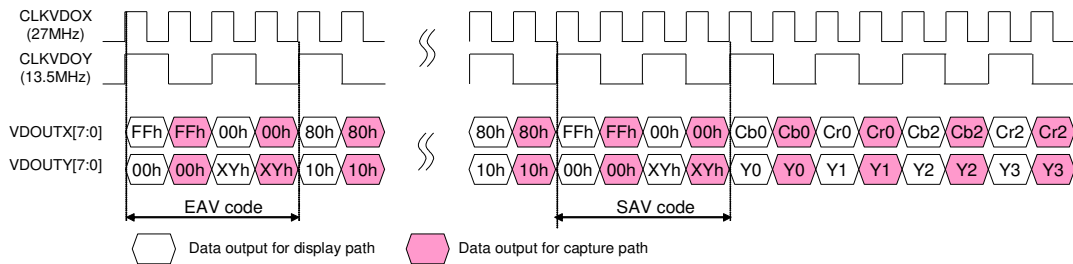 CLKVDOX
(27MHz)
CLKVDOY
(13.5MHz)
VDOUTX[7:0] FFh FFh 00h 00h 80h 80h 80h 80h FFh FFh 00h 00h Cb0 Cb0 Cr0 Cr0 Cb2 Cb2 Cr2 Cr2
VDOUTY[7:0] 00h 00h XYh XYh 10h 10h 10h 10h 00h 00h XYh XYh Y0 Y0 Y1 Y1 Y2 Y2 Y3 Y3
EAV code SAV code
Data output for display path Data output for capture path